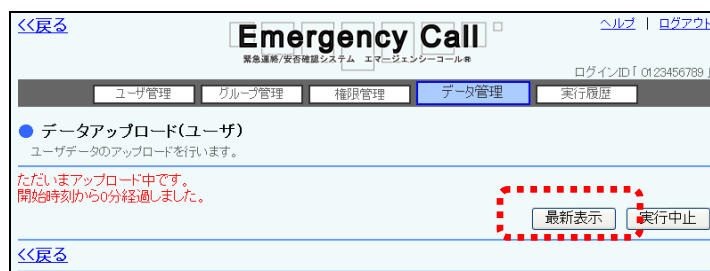 <<戻る
Emergency Call
ヘルプ | ログアウト
緊急連絡/安否確認システム エマージェンシーコール®
ログインID「 0123456789 」
ユーザ管理 グループ管理 権限管理 データ管理 実行履歴
● データアップロード(ユーザ)
ユーザデータのアップロードを行います。
ただいまアップロード中です。
開始時刻から0分経過しました。
最新表示 実行中止
<<戻る